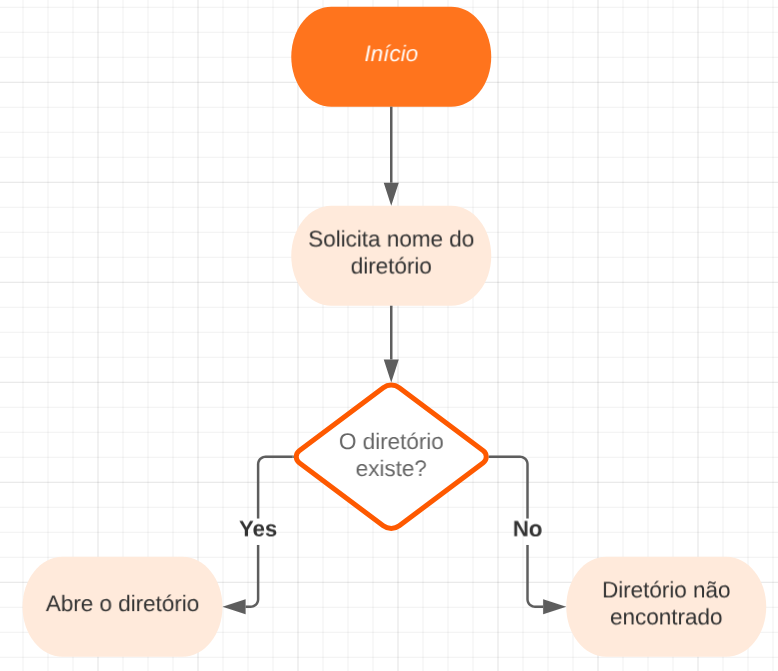 Início
Solicita nome do
diretório
O diretório
existe?
Yes
No
Abre o diretório
Diretório não
encontrado